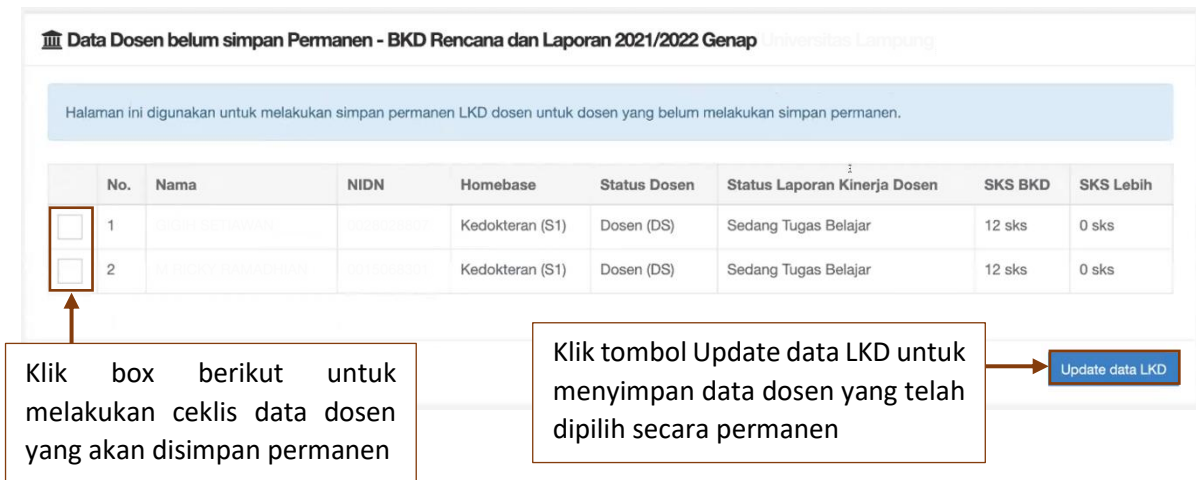 Data Dosen belum simpan Permanen - BKD Rencana dan Laporan 2021/2022 Genap Universitas Lampung
Halaman ini digunakan untuk melakukan simpan permanen LKD dosen untuk dosen yang belum melakukan simpan permanen.
No. Nama NIDN Homebase Status Dosen Status Laporan Kinerja Dosen SKS BKD SKS Lebih
1 Kedokteran (S1) Dosen (DS) Sedang Tugas Belajar 12 sks 0 sks
2 Kedokteran (S1) Dosen (DS) Sedang Tugas Belajar 12 sks 0 sks
Klik box berikut untuk
melakukan ceklis data dosen
yang akan disimpan permanen
Klik tombol Update data LKD untuk
menyimpan data dosen yang telah
dipilih secara permanen
Update data LKD